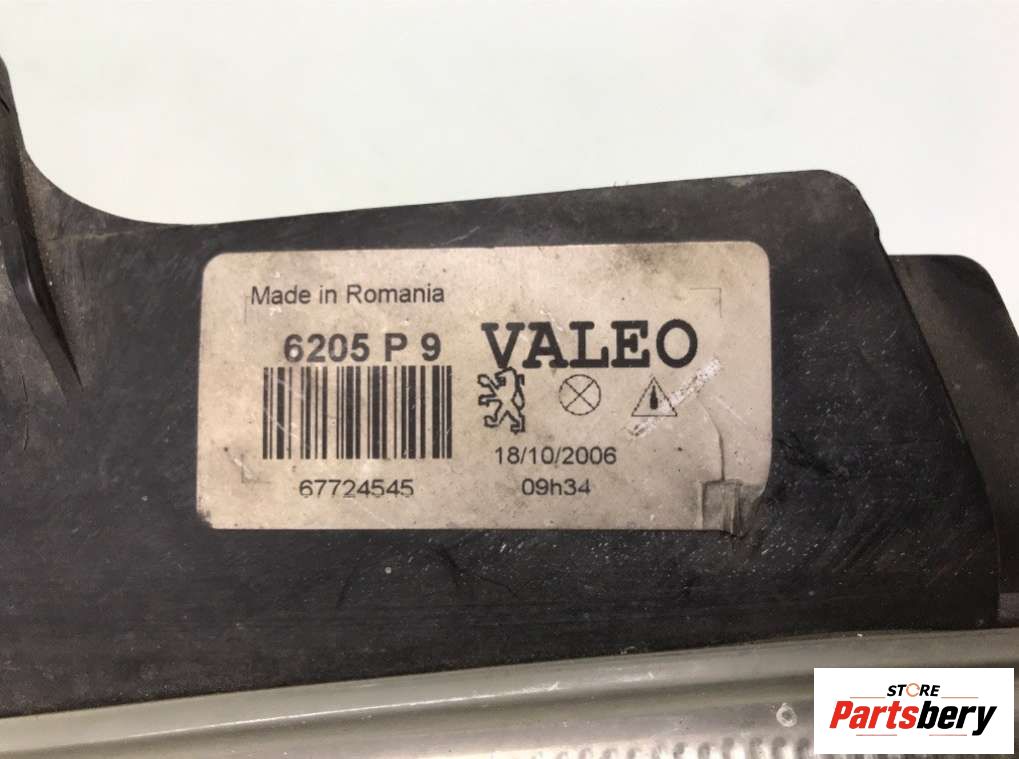 Made in Romania
6205 P 9
VALEO
18/10/2006
67724545
09h34
STORE
Partsbery